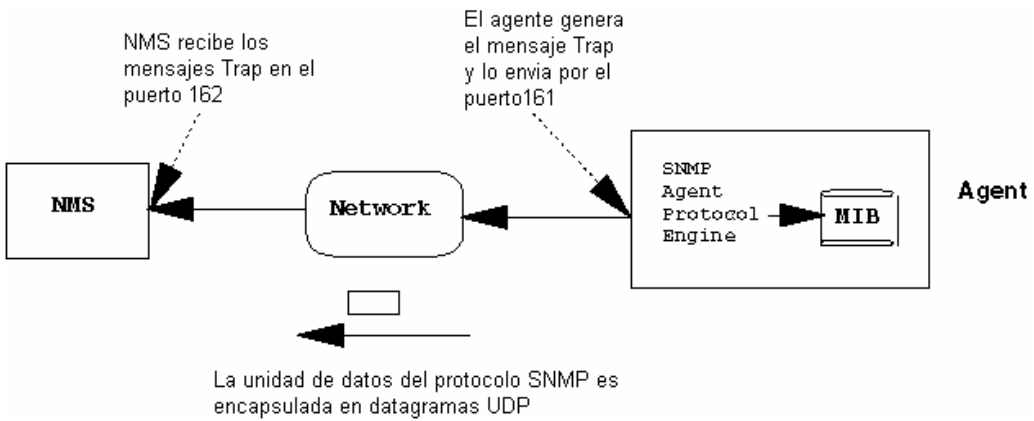 El agente genera
el mensaje Trap
y lo envia por el
puerto161
NMS recibe los
mensajes Trap en el
puerto 162
NMS
Network
SNMP
Agent
Protocol
Engine
MIB
Agent
La unidad de datos del protocolo SNMP es
encapsulada en datagramas UDP